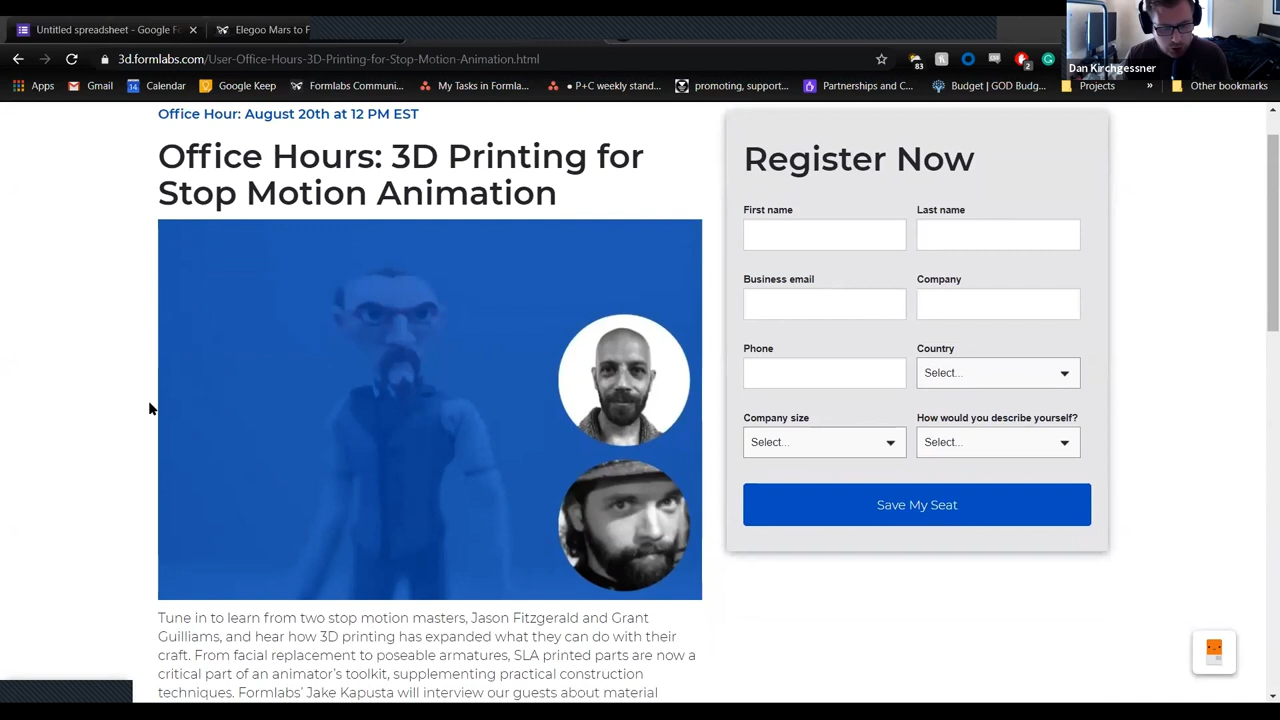 Untitled spreadsheet - Google Fo
Elegoo Mars to F
3d.formlabs.com/User-Office-Hours-3D-Printing-for-Stop-Motion-Animation.html
83
2
Dan Kirchgessner
Apps
Gmail
14
Calendar
Google Keep
Formlabs Communi...
My Tasks in Formla...
P+C weekly stand...
promoting, support...
Partnerships and C...
Budget | GOD Budg...
Projects
»
Other bookmarks
Office Hour: August 20th at 12 PM EST
Office Hours: 3D Printing for
Stop Motion Animation
Register Now
First name
Last name
Business email
Company
Phone
Country
Select...
Company size
How would you describe yourself?
Select...
Select...
Save My Seat
Tune in to learn from two stop motion masters, Jason Fitzgerald and Grant
Guilliams, and hear how 3D printing has expanded what they can do with their
craft. From facial replacement to poseable armatures, SLA printed parts are now a
critical part of an animator's toolkit, supplementing practical construction
techniques. Formlabs' Jake Kapusta will interview our guests about material